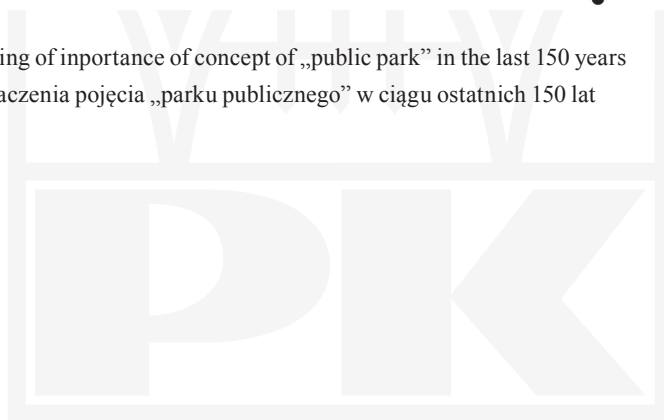 ing of inportance of concept of „public park” in the last 150 years
aczenia pojęcia „parku publicznego” w ciągu ostatnich 150 lat
PK